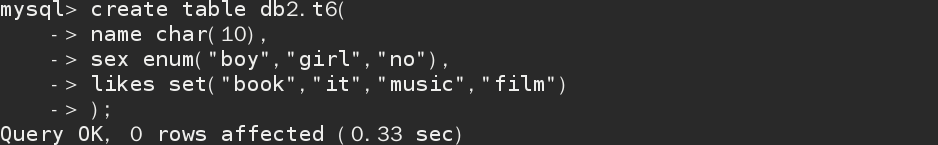 mysql> create table db2.t6(
    -> name char(10),
    -> sex enum("boy","girl","no"),
    -> likes set("book","it","music","film")
    -> );
Query OK, 0 rows affected (0.33 sec)